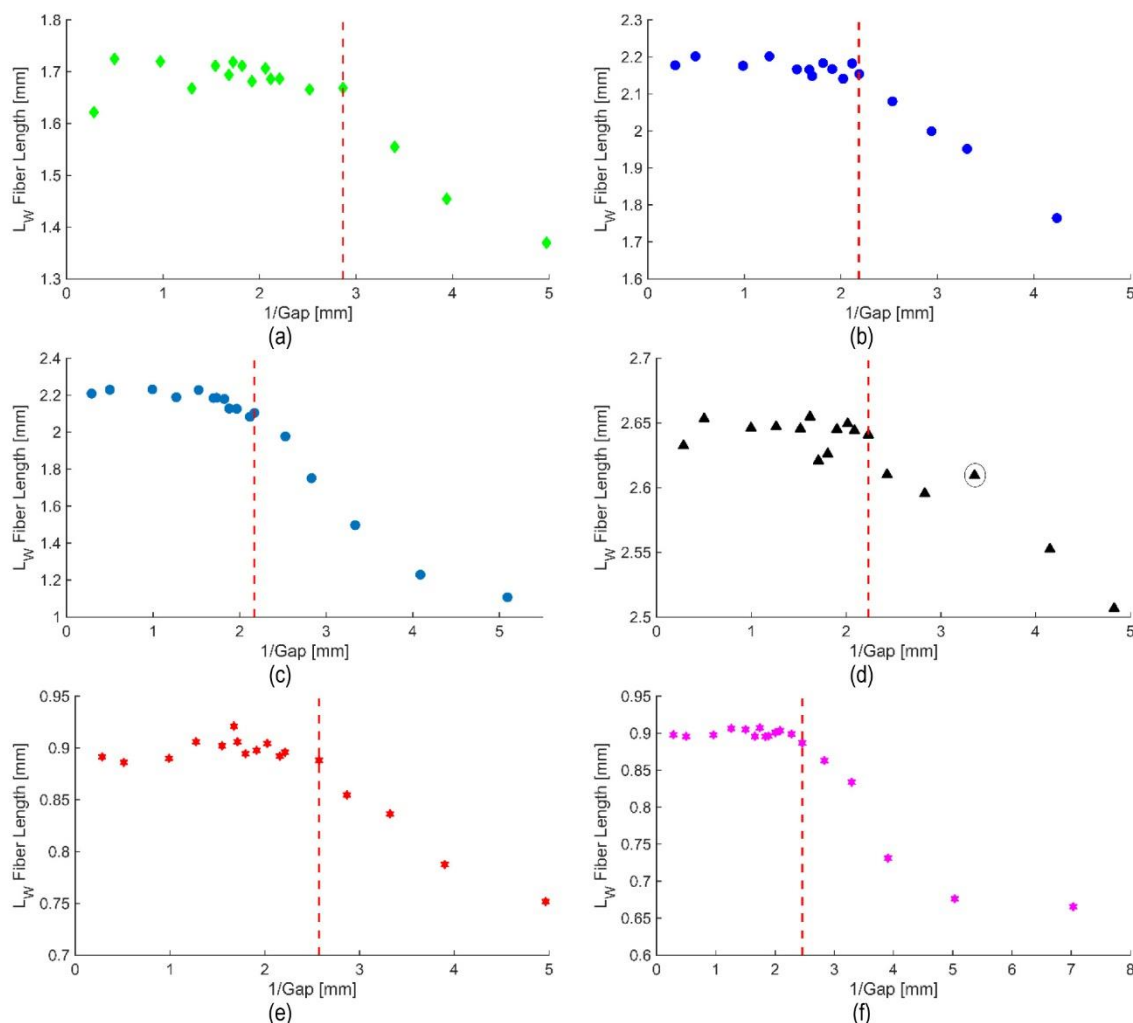 1.8
1.7
1.6
1.5
1.4
1.3
L_W Fiber Length [mm]
0 1 2 3 4 5
1/Gap [mm]
(a)
2.3
2.2
2.1
2
1.9
1.8
1.7
1.6
L_W Fiber Length [mm]
0 1 2 3 4 5
1/Gap [mm]
(b)
2.4
2.2
2
1.8
1.6
1.4
1.2
1
L_W Fiber Length [mm]
0 1 2 3 4 5
1/Gap [mm]
(c)
2.7
2.65
2.6
2.55
2.5
L_W Fiber Length [mm]
0 1 2 3 4 5
1/Gap [mm]
(d)
0.95
0.9
0.85
0.8
0.75
0.7
L_W Fiber Length [mm]
0 1 2 3 4 5
1/Gap [mm]
(e)
0.95
0.9
0.85
0.8
0.75
0.7
0.65
0.6
L_W Fiber Length [mm]
0 1 2 3 4 5 6 7 8
1/Gap [mm]
(f)